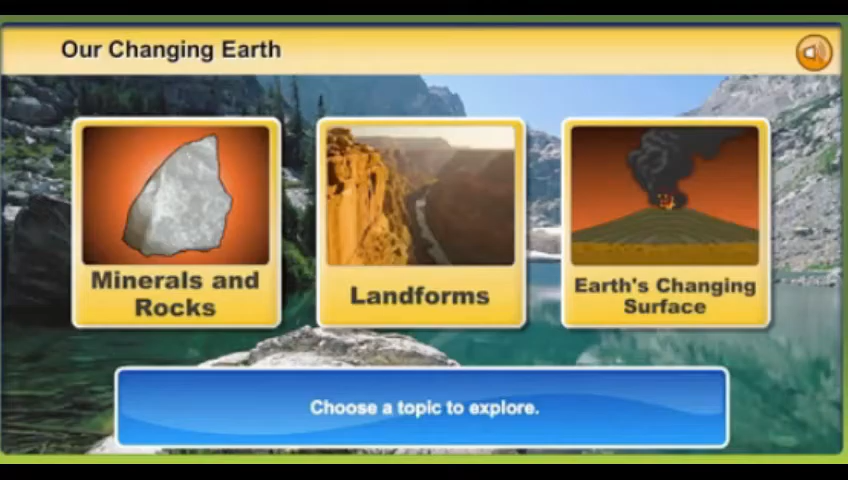 Our Changing Earth
Minerals and
Rocks
Landforms
Earth's Changing
Surface
Choose a topic to explore.